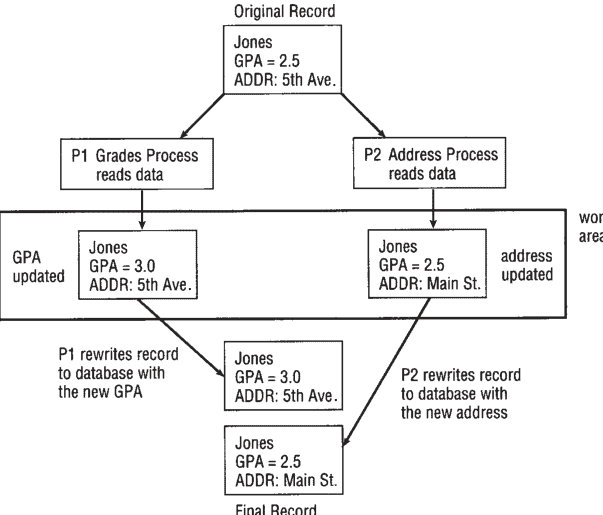 Original Record
Jones
GPA = 2.5
ADDR: 5th Ave.
P1 Grades Process
reads data
P2 Address Process
reads data
GPA
updated
Jones
GPA = 3.0
ADDR: 5th Ave.
Jones
GPA = 2.5
ADDR: Main St.
address
updated
area
P1 rewrites record
to database with
the new GPA
Jones
GPA = 3.0
ADDR: 5th Ave.
P2 rewrites record
to database with
the new address
Jones
GPA = 2.5
ADDR: Main St.
Final Record